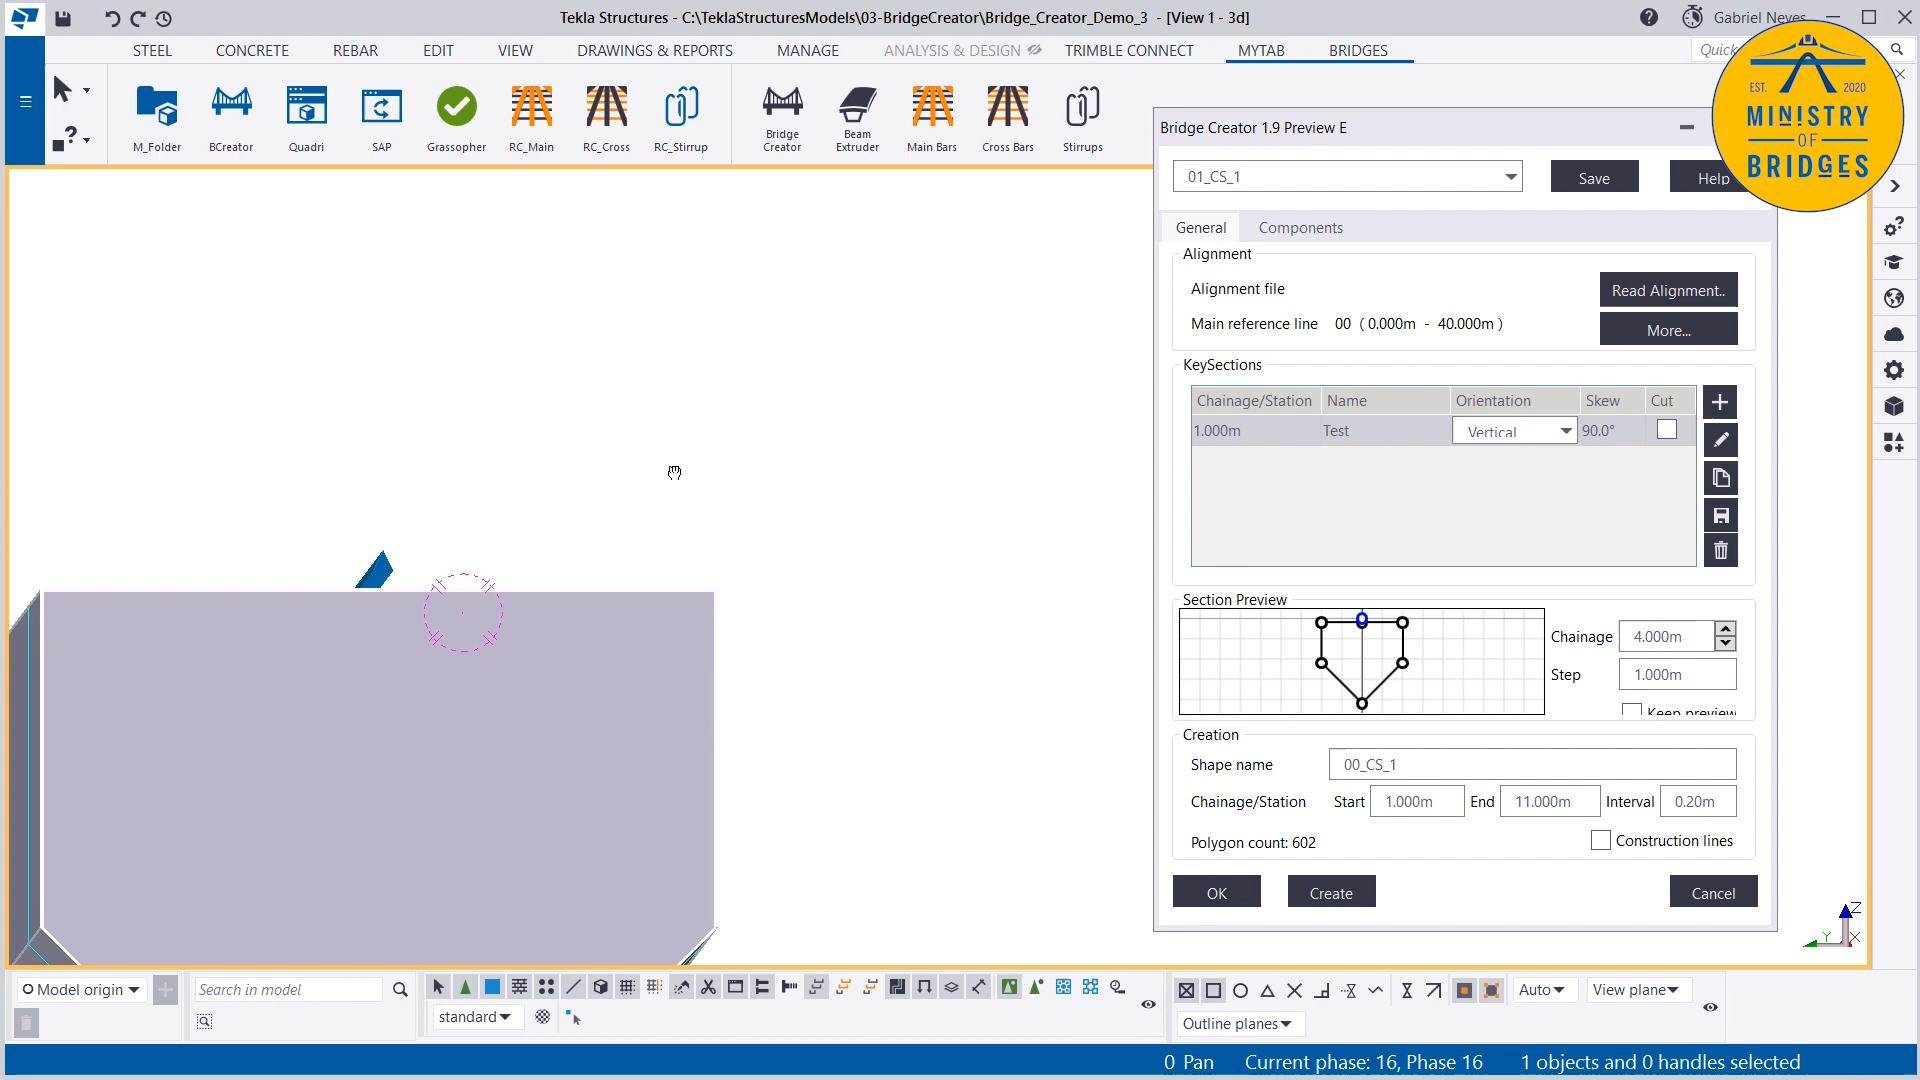 Tekla Structures - C:\TeklaStructuresModels\03-BridgeCreator\Bridge_Creator_Demo_3 - [View 1 - 3d]
Gabriel Neves
STEEL CONCRETE REBAR EDIT VIEW DRAWINGS & REPORTS MANAGE ANALYSIS & DESIGN TRIMBLE CONNECT MYTAB BRIDGES
Quick
M_Folder BCreator Quadri SAP Grassopher RC_Main RC_Cross RC_Stirrup Bridge Creator Beam Extruder Main Bars Cross Bars Stirrups
EST. 2020
MINISTRY
OF
BRIDGES
Bridge Creator 1.9 Preview E
01_CS_1 Save Help
General Components
Alignment
Alignment file Read Alignment..
Main reference line 00 ( 0.000m - 40.000m ) More...
KeySections
Chainage/Station Name Orientation Skew Cut
1.000m Test Vertical 90.0°
Section Preview
Chainage 4.000m
Step 1.000m
Keep preview
Creation
Shape name 00_CS_1
Chainage/Station Start 1.000m End 11.000m Interval 0.20m
Polygon count: 602 Construction lines
OK Create Cancel
Z
Y X
Model origin Search in model Auto View plane
standard Outline planes
0 Pan Current phase: 16, Phase 16 1 objects and 0 handles selected